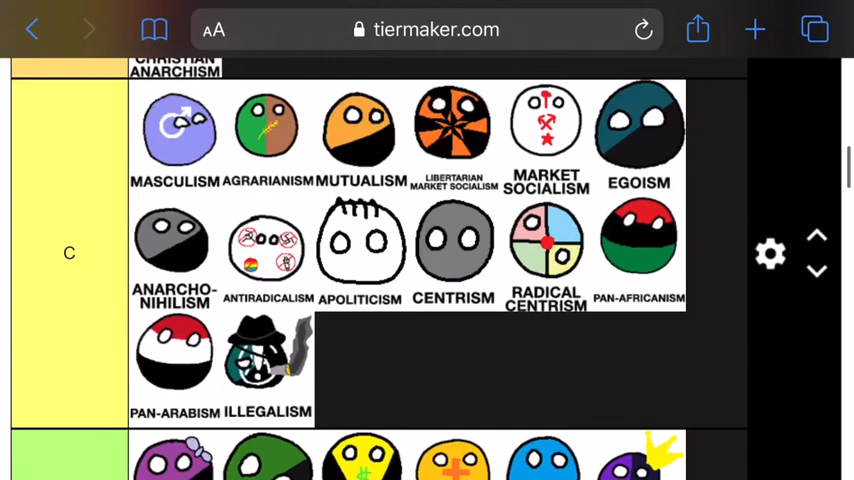 AA tiermaker.com
CHRISTIAN
ANARCHISM
C
MASCULISM AGRARIANISM MUTUALISM LIBERTARIAN MARKET SOCIALISM MARKET SOCIALISM EGOISM
ANARCHO-NIHILISM ANTIRADICALISM APOLITICISM CENTRISM RADICAL CENTRISM PAN-AFRICANISM
PAN-ARABISM ILLEGALISM